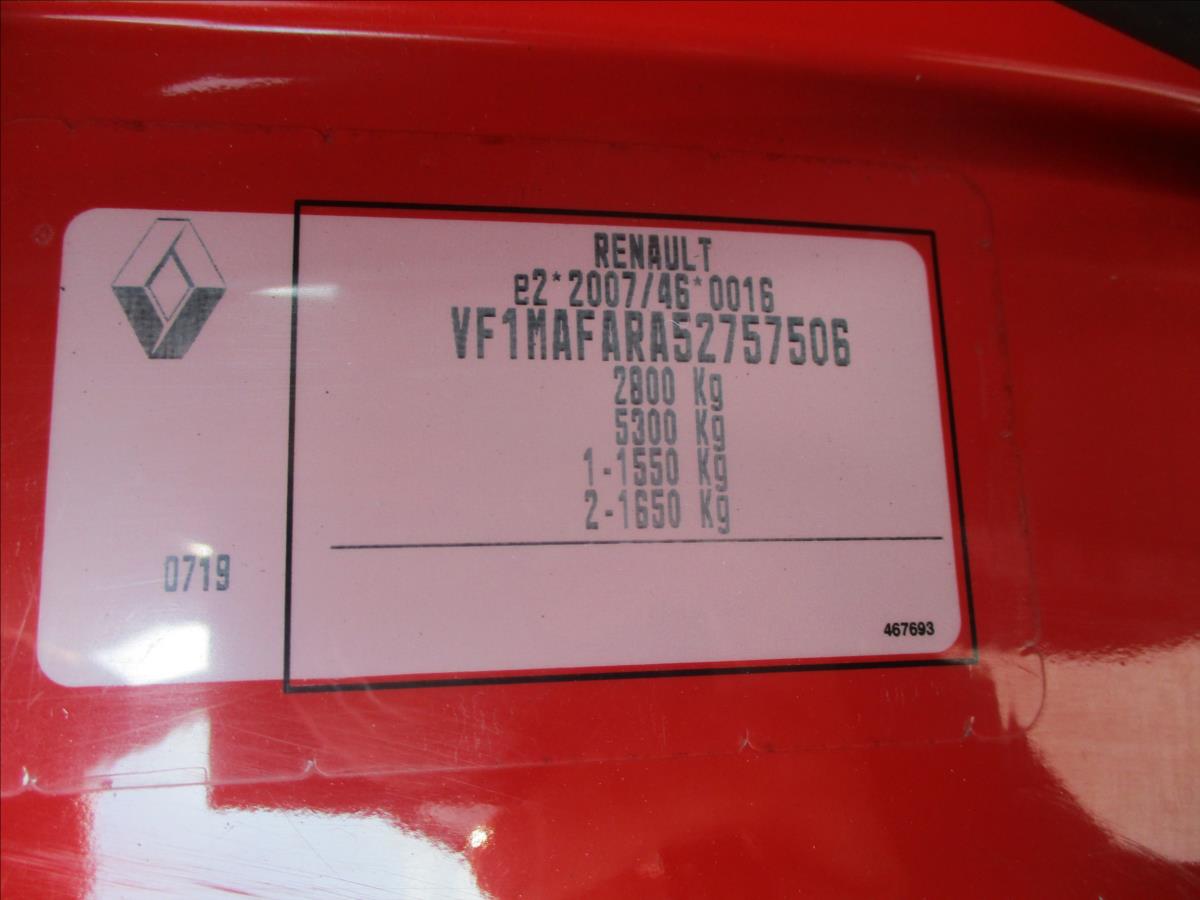 RENAULT
e2*2007/46*0016
VF1MAFARA52757506
2800 Kg
5300 Kg
1-1550 Kg
2-1650 Kg
0719
467693